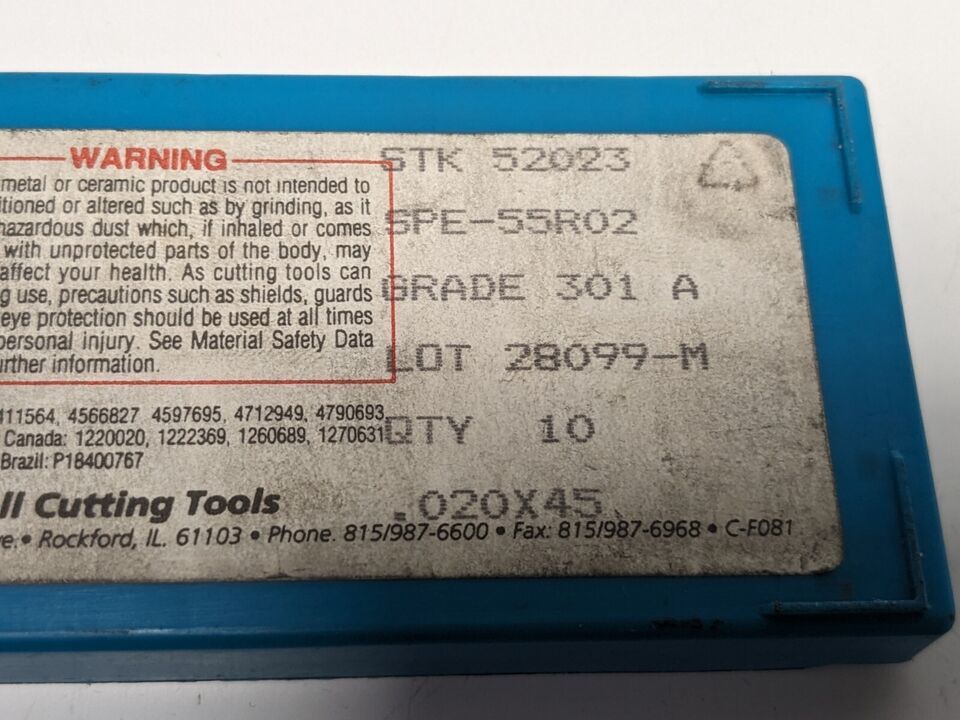 WARNING
metal or ceramic product is not intended to
itioned or altered such as by grinding, as it
hazardous dust which, if inhaled or comes
with unprotected parts of the body, may
affect your health. As cutting tools can
g use, precautions such as shields, guards
eye protection should be used at all times
personal injury. See Material Safety Data
urther information.
411564, 4566827 4597695, 4712949, 4790693
Canada: 1220020, 1222369, 1260689, 1270631
Brazil: P18400767
ll Cutting Tools
ve. • Rockford, IL. 61103 • Phone. 815/987-6600 • Fax: 815/987-6968 • C-F081
STK 52023
SPE-55R02
GRADE 301 A
LOT 28099-M
QTY 10
.020X45